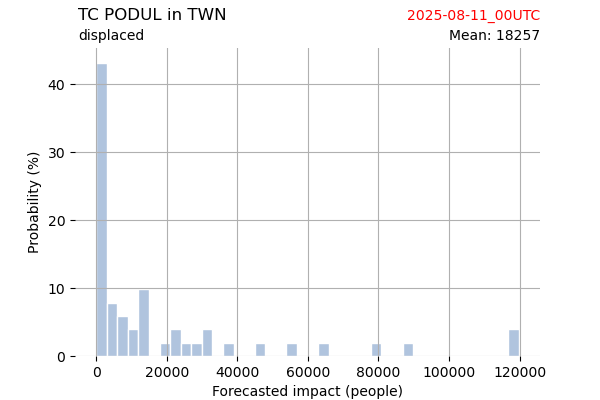 TC PODUL in TWN
2025-08-11_00UTC
displaced
Mean: 18257
Probability (%)
40
30
20
10
0
0 20000 40000 60000 80000 100000 120000
Forecasted impact (people)